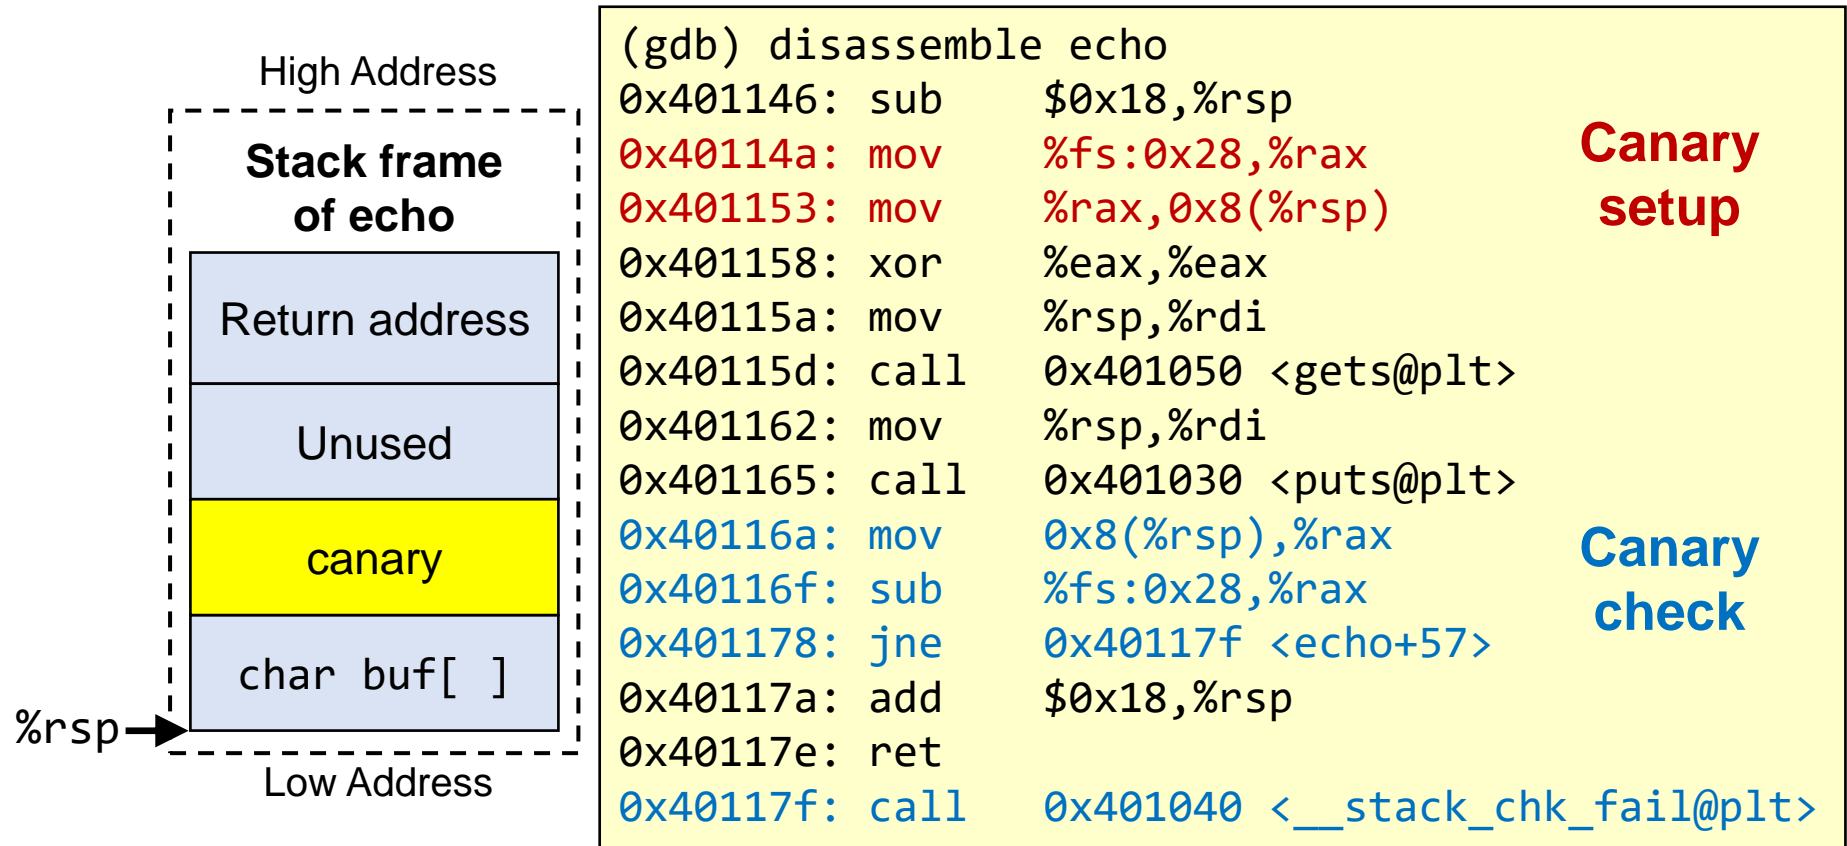 High Address
Stack frame
of echo
Return address
Unused
canary
char buf[ ]
%rsp
Low Address
(gdb) disassemble echo
0x401146: sub $0x18,%rsp
0x40114a: mov %fs:0x28,%rax
0x401153: mov %rax,0x8(%rsp)
0x401158: xor %eax,%eax
0x40115a: mov %rsp,%rdi
0x40115d: call 0x401050 <gets@plt>
0x401162: mov %rsp,%rdi
0x401165: call 0x401030 <puts@plt>
0x40116a: mov 0x8(%rsp),%rax
0x40116f: sub %fs:0x28,%rax
0x401178: jne 0x40117f <echo+57>
0x40117a: add $0x18,%rsp
0x40117e: ret
0x40117f: call 0x401040 <__stack_chk_fail@plt>
Canary
setup
Canary
check